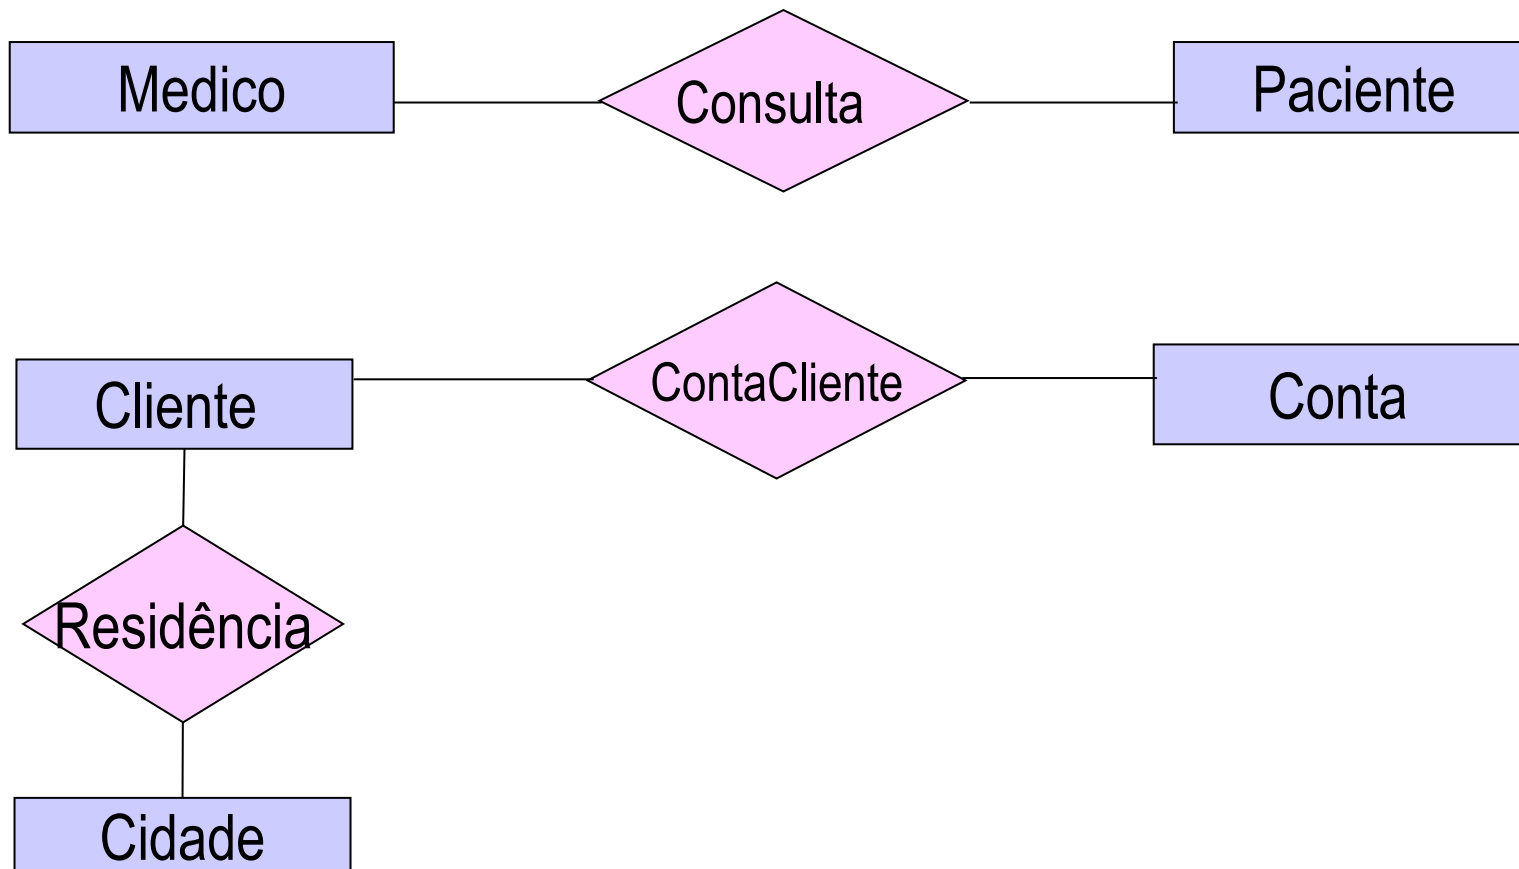 Medico
Consulta
Paciente
Cliente
ContaCliente
Conta
Residência
Cidade